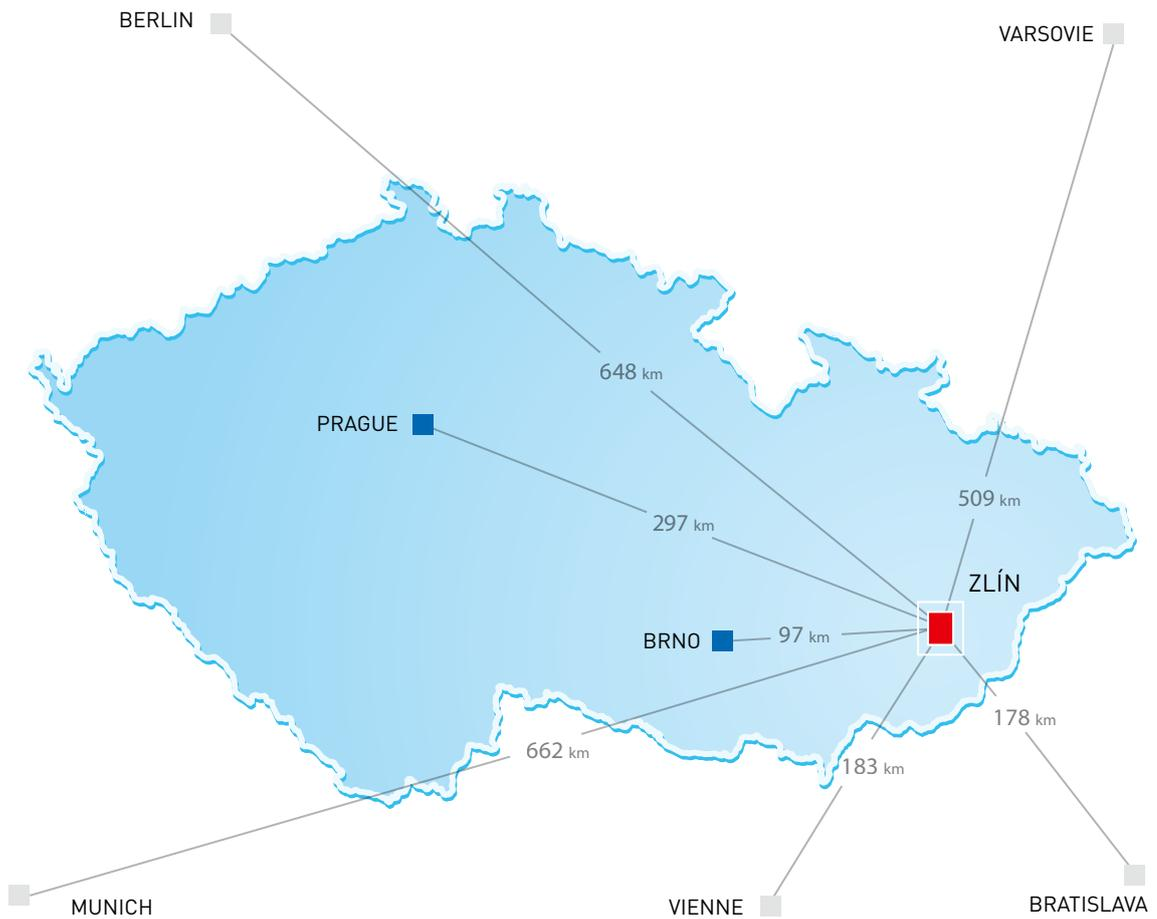 BERLIN
VARSOVIE
648 km
PRAGUE
509 km
297 km
ZLÍN
97 km
BRNO
178 km
662 km
183 km
MUNICH
VIENNE
BRATISLAVA